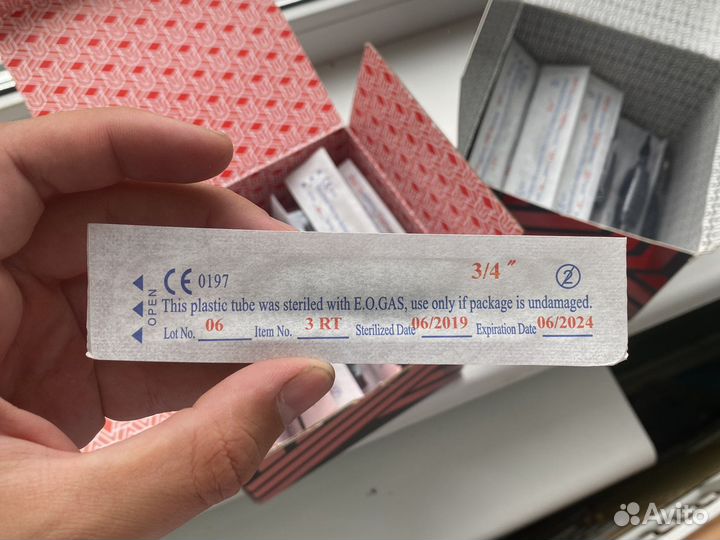 3/4 "
CE 0197
2
OPEN
This plastic tube was steriled with E.O.GAS, use only if package is undamaged.
Lot No. 06 Item No. 3 RT Sterilized Date 06/2019 Expiration Date 06/2024
Avito